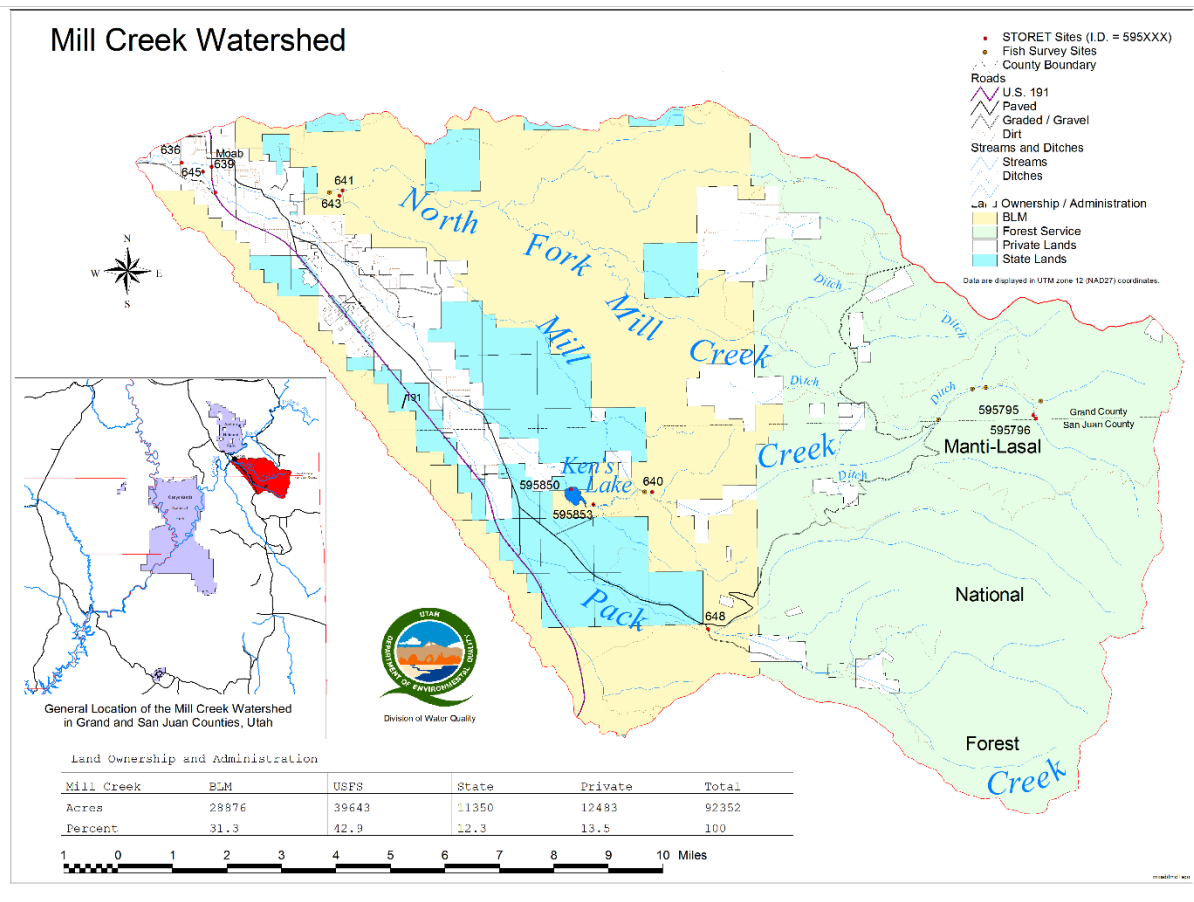 Mill Creek Watershed
STORET Sites (I.D. = 595XXX)
Fish Survey Sites
County Boundary
Roads
U.S. 191
Paved
Graded / Gravel
Dirt
Streams and Ditches
Streams
Ditches
Land Ownership / Administration
BLM
Forest Service
Private Lands
State Lands
Data are displayed in UTM zone 12 (NAD27) coordinates.
636
Moab
639
645
641
643
North
Fork
Mill
Creek
Mill
Creek
Ditch
Ditch
Ditch
Ditch
Ditch
191
595795
595796
Grand County
San Juan County
Manti-Lasal
National
Forest
Ken's
Lake
595850
595853
640
648
Pack
Creek
N
W E
S
UTAH
DEPARTMENT OF ENVIRONMENTAL QUALITY
Division of Water Quality
General Location of the Mill Creek Watershed
in Grand and San Juan Counties, Utah
Land Ownership and Administration
Mill Creek BLM USFS State Private Total
Acres 28876 39643 11350 12483 92352
Percent 31.3 42.9 12.3 13.5 100
1 0 1 2 3 4 5 6 7 8 9 10 Miles